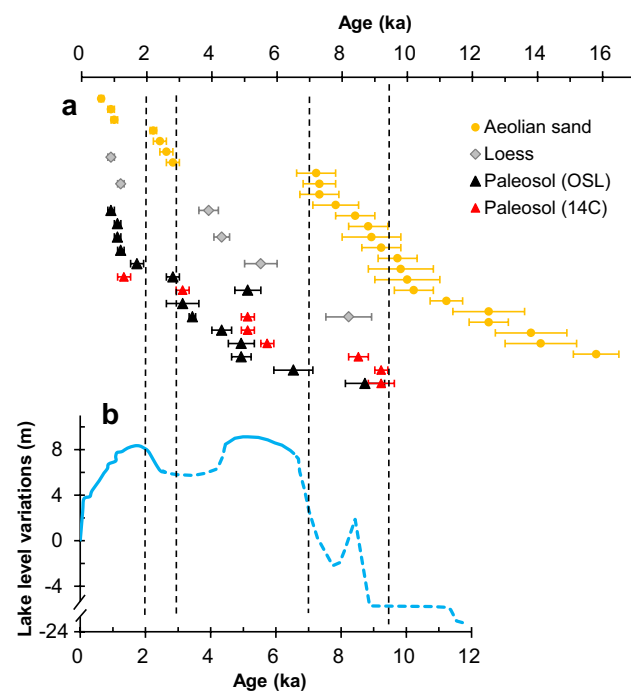 Age (ka)
0 2 4 6 8 10 12 14 16
a
Aeolian sand
Loess
Paleosol (OSL)
Paleosol (14C)
b
Lake level variations (m)
8
4
0
-4
-24
0 2 4 6 8 10 12
Age (ka)